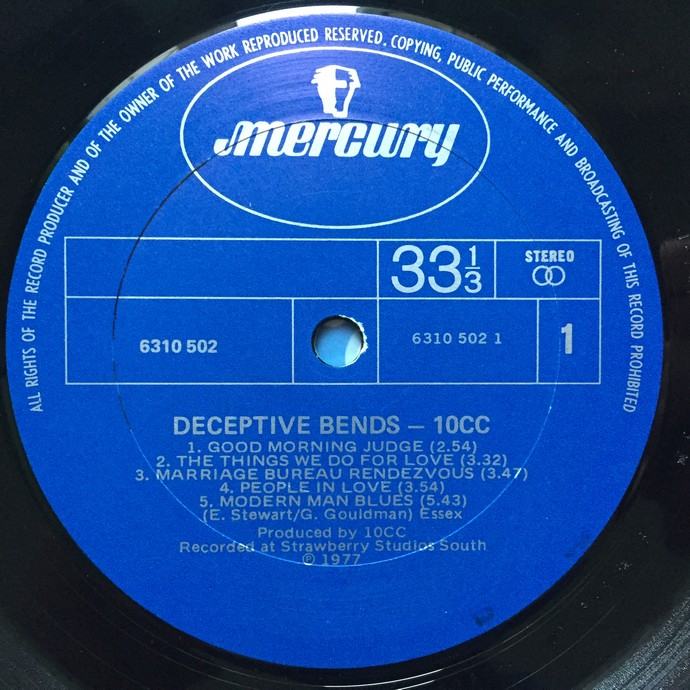 ALL RIGHTS OF THE RECORD PRODUCER AND OF THE OWNER OF THE WORK REPRODUCED RESERVED. COPYING, PUBLIC PERFORMANCE AND BROADCASTING OF THIS RECORD PROHIBITED
mercury
33 1/3
STEREO
6310 502
6310 502 1
1
DECEPTIVE BENDS — 10CC
1. GOOD MORNING JUDGE (2.54)
2. THE THINGS WE DO FOR LOVE (3.32)
3. MARRIAGE BUREAU RENDEZVOUS (3.47)
4. PEOPLE IN LOVE (3.54)
5. MODERN MAN BLUES (5.43)
(E. Stewart/G. Gouldman) Essex
Produced by 10CC
Recorded at Strawberry Studios South
℗ 1977